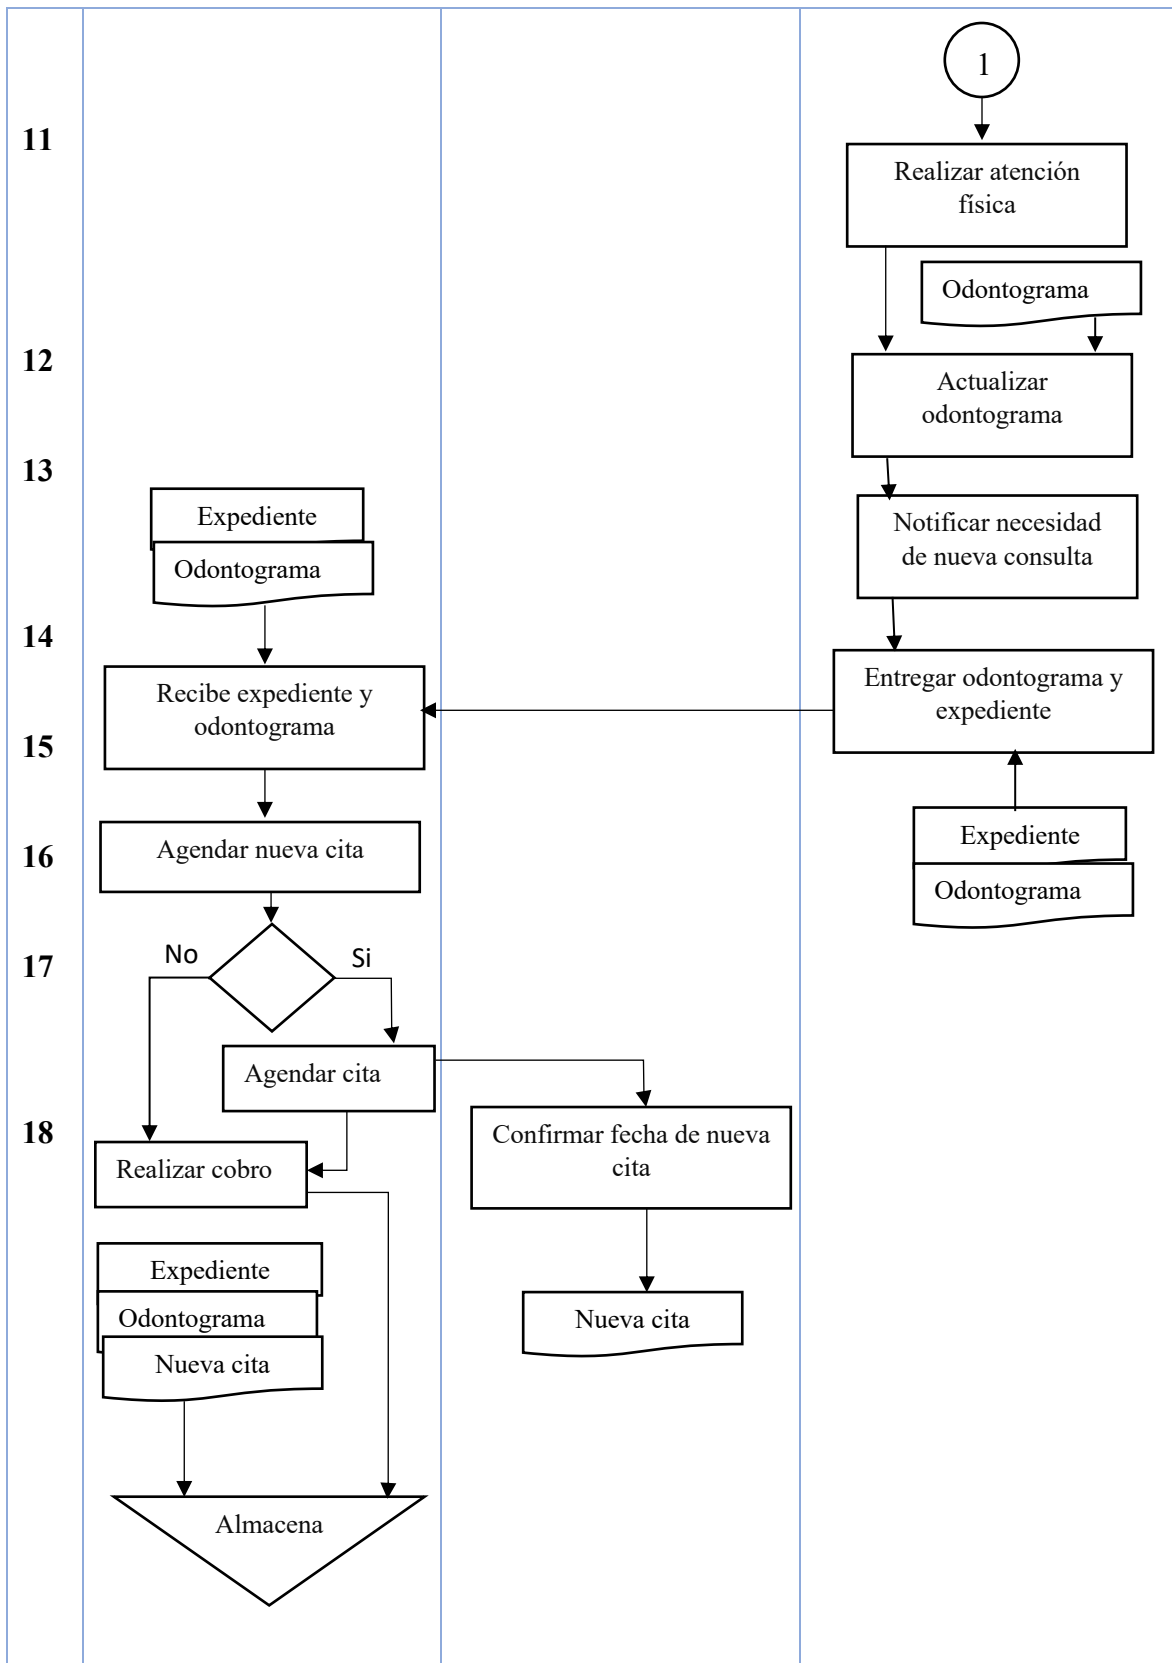 1
11
Realizar atención
física
Odontograma
12
Actualizar
odontograma
13
Expediente
Odontograma
Notificar necesidad
de nueva consulta
14
Recibe expediente y
odontograma
Entregar odontograma y
expediente
15
Expediente
Odontograma
16
Agendar nueva cita
17
No
Si
Agendar cita
18
Confirmar fecha de nueva
cita
Realizar cobro
Expediente
Odontograma
Nueva cita
Nueva cita
Almacena